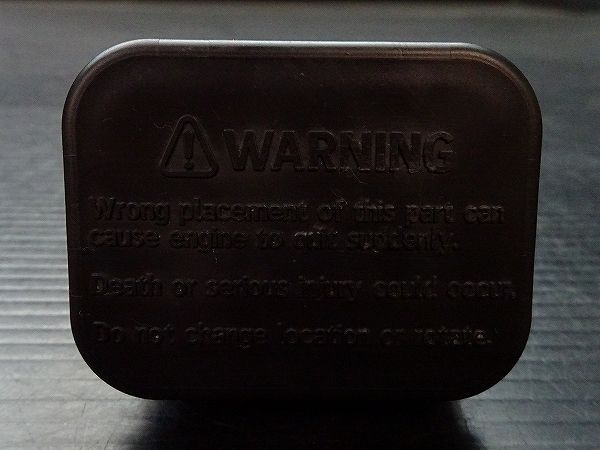 WARNING
Wrong placement of this part can
cause engine to quit suddenly.
Death or serious injury could occur.
Do not change location or rotate.